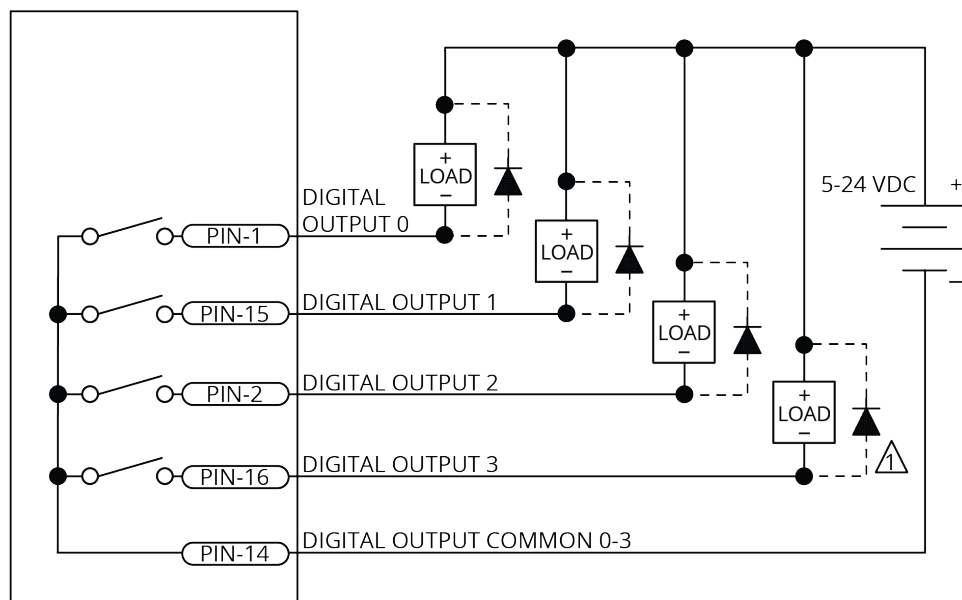 5-24 VDC +
−
+
LOAD
−
+
LOAD
−
+
LOAD
−
+
LOAD
−
DIGITAL
OUTPUT 0
PIN-1
DIGITAL OUTPUT 1
PIN-15
DIGITAL OUTPUT 2
PIN-2
DIGITAL OUTPUT 3
PIN-16
1
DIGITAL OUTPUT COMMON 0-3
PIN-14